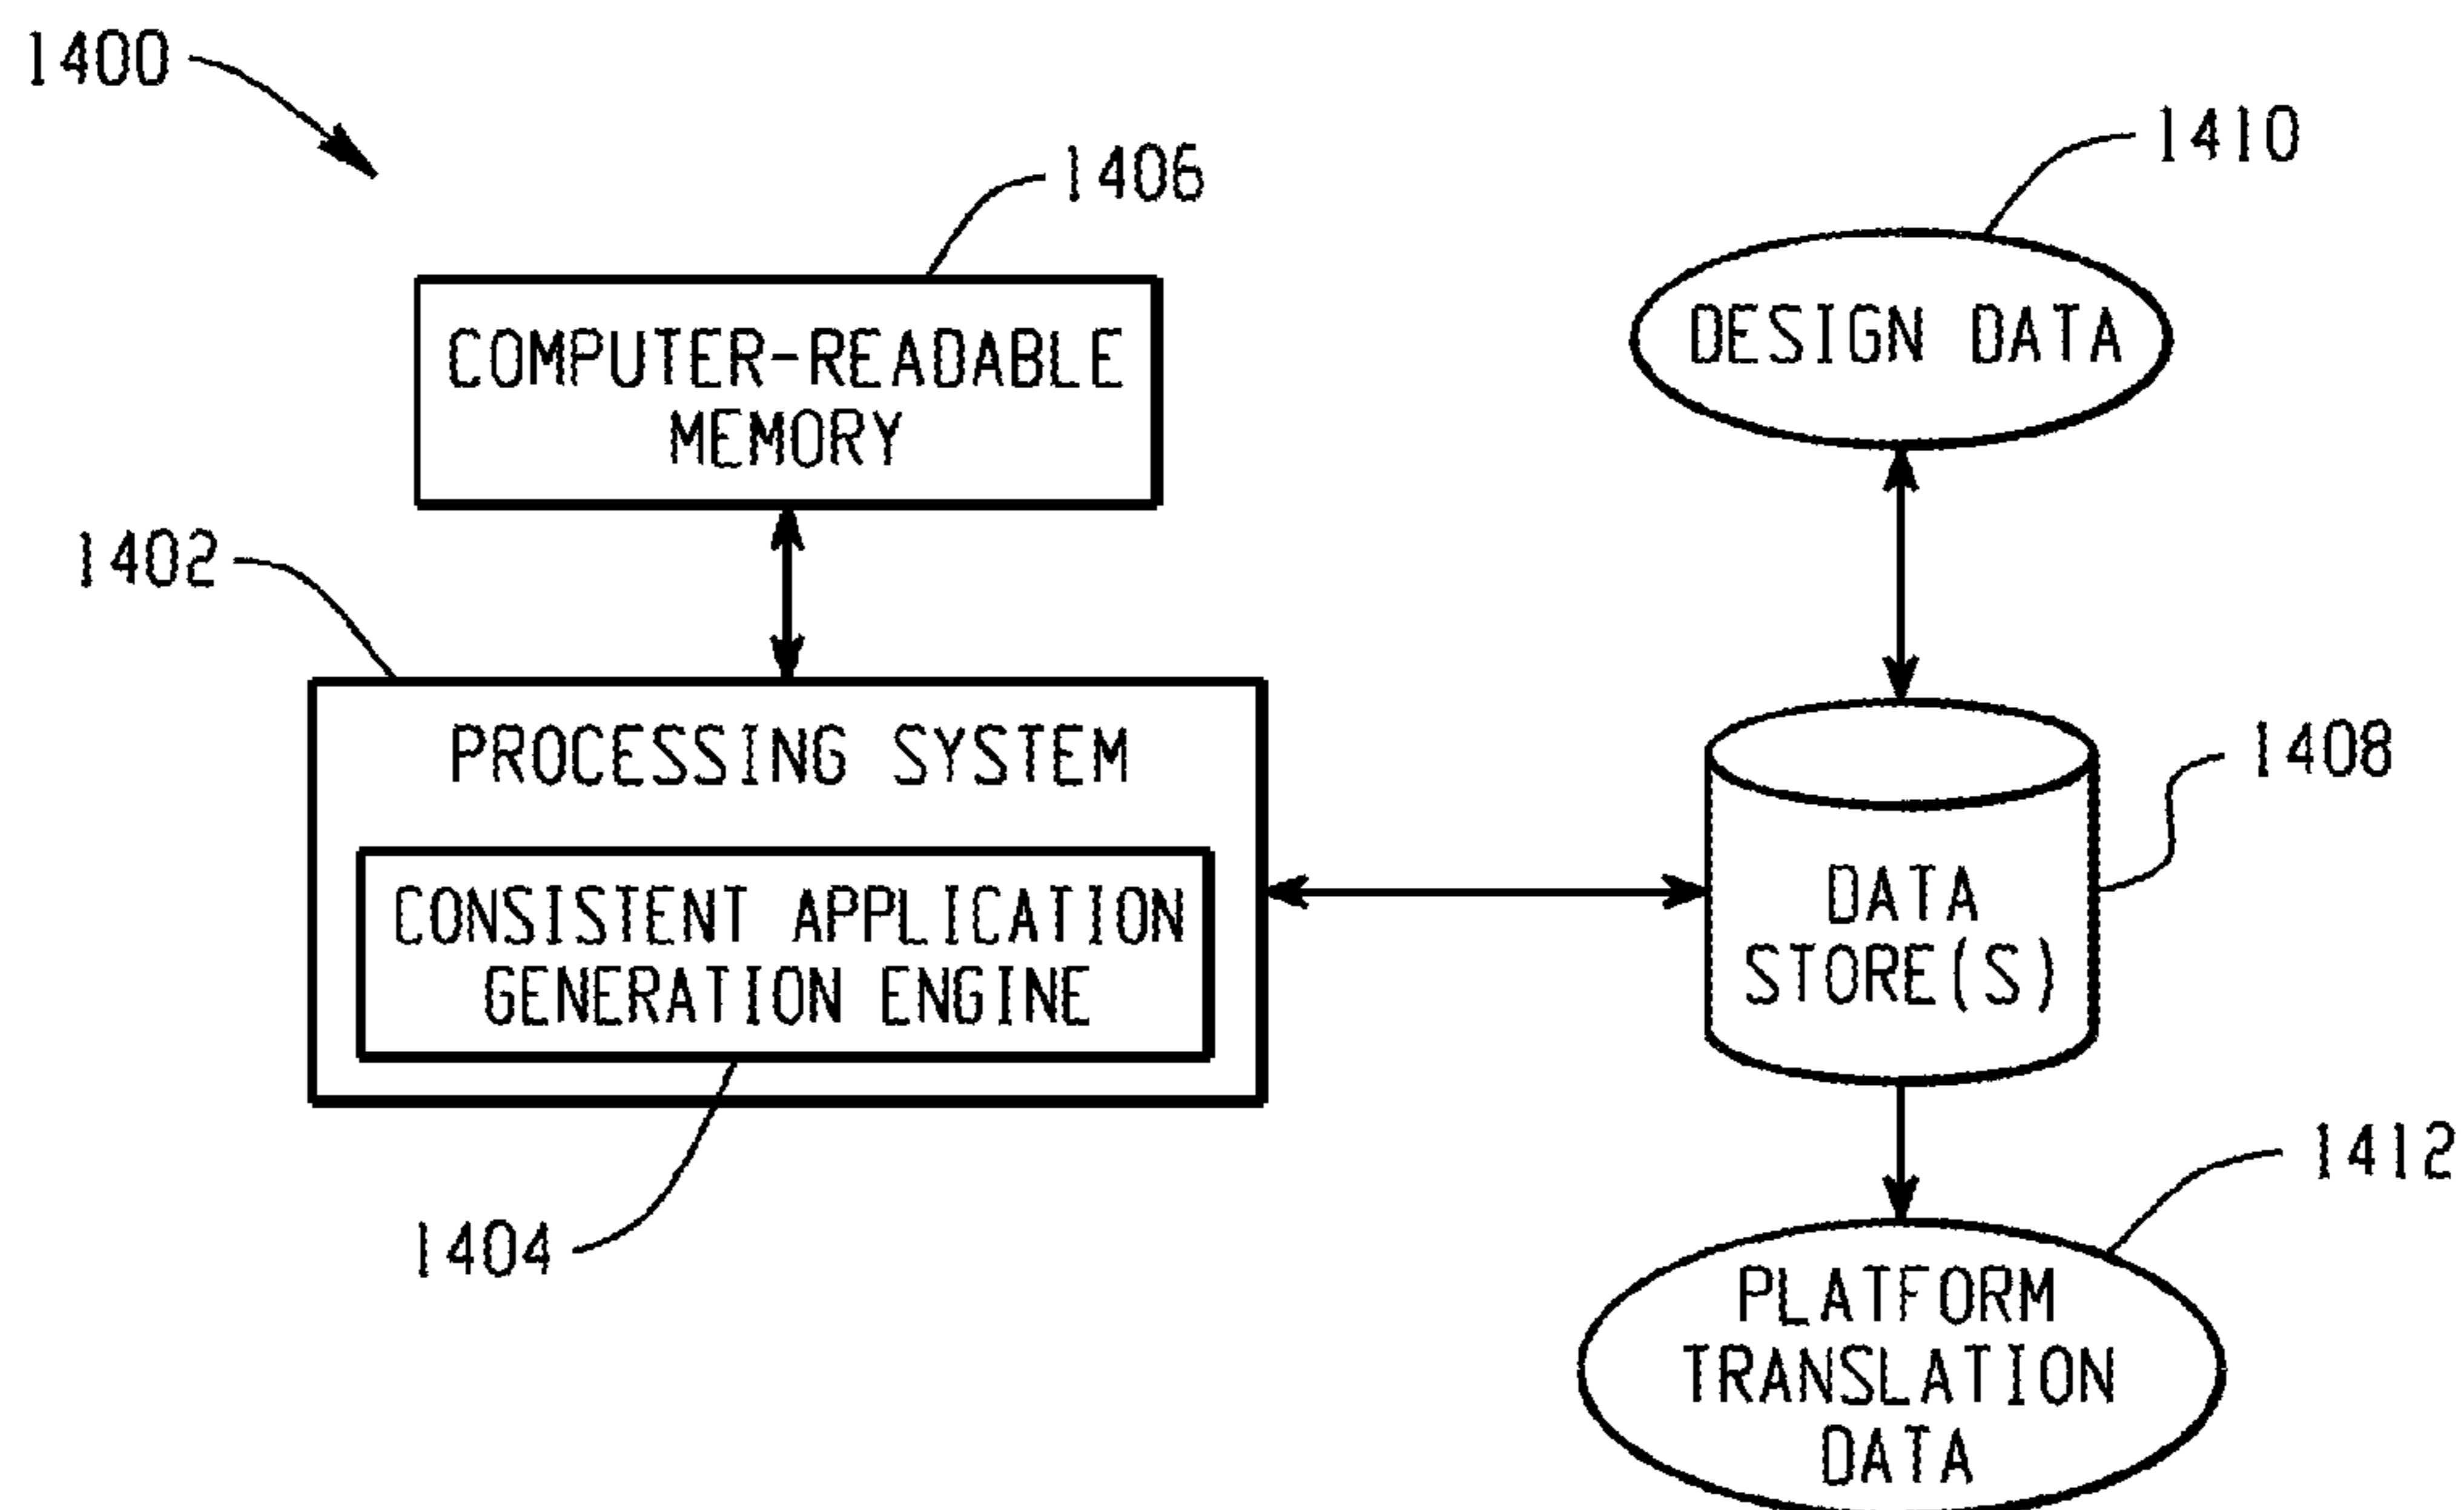 1400
1406
1410
COMPUTER-READABLE
MEMORY
DESIGN DATA
1402
PROCESSING SYSTEM
1408
CONSISTENT APPLICATION
GENERATION ENGINE
DATA
STORE(S)
1404
1412
PLATFORM
TRANSLATION
DATA